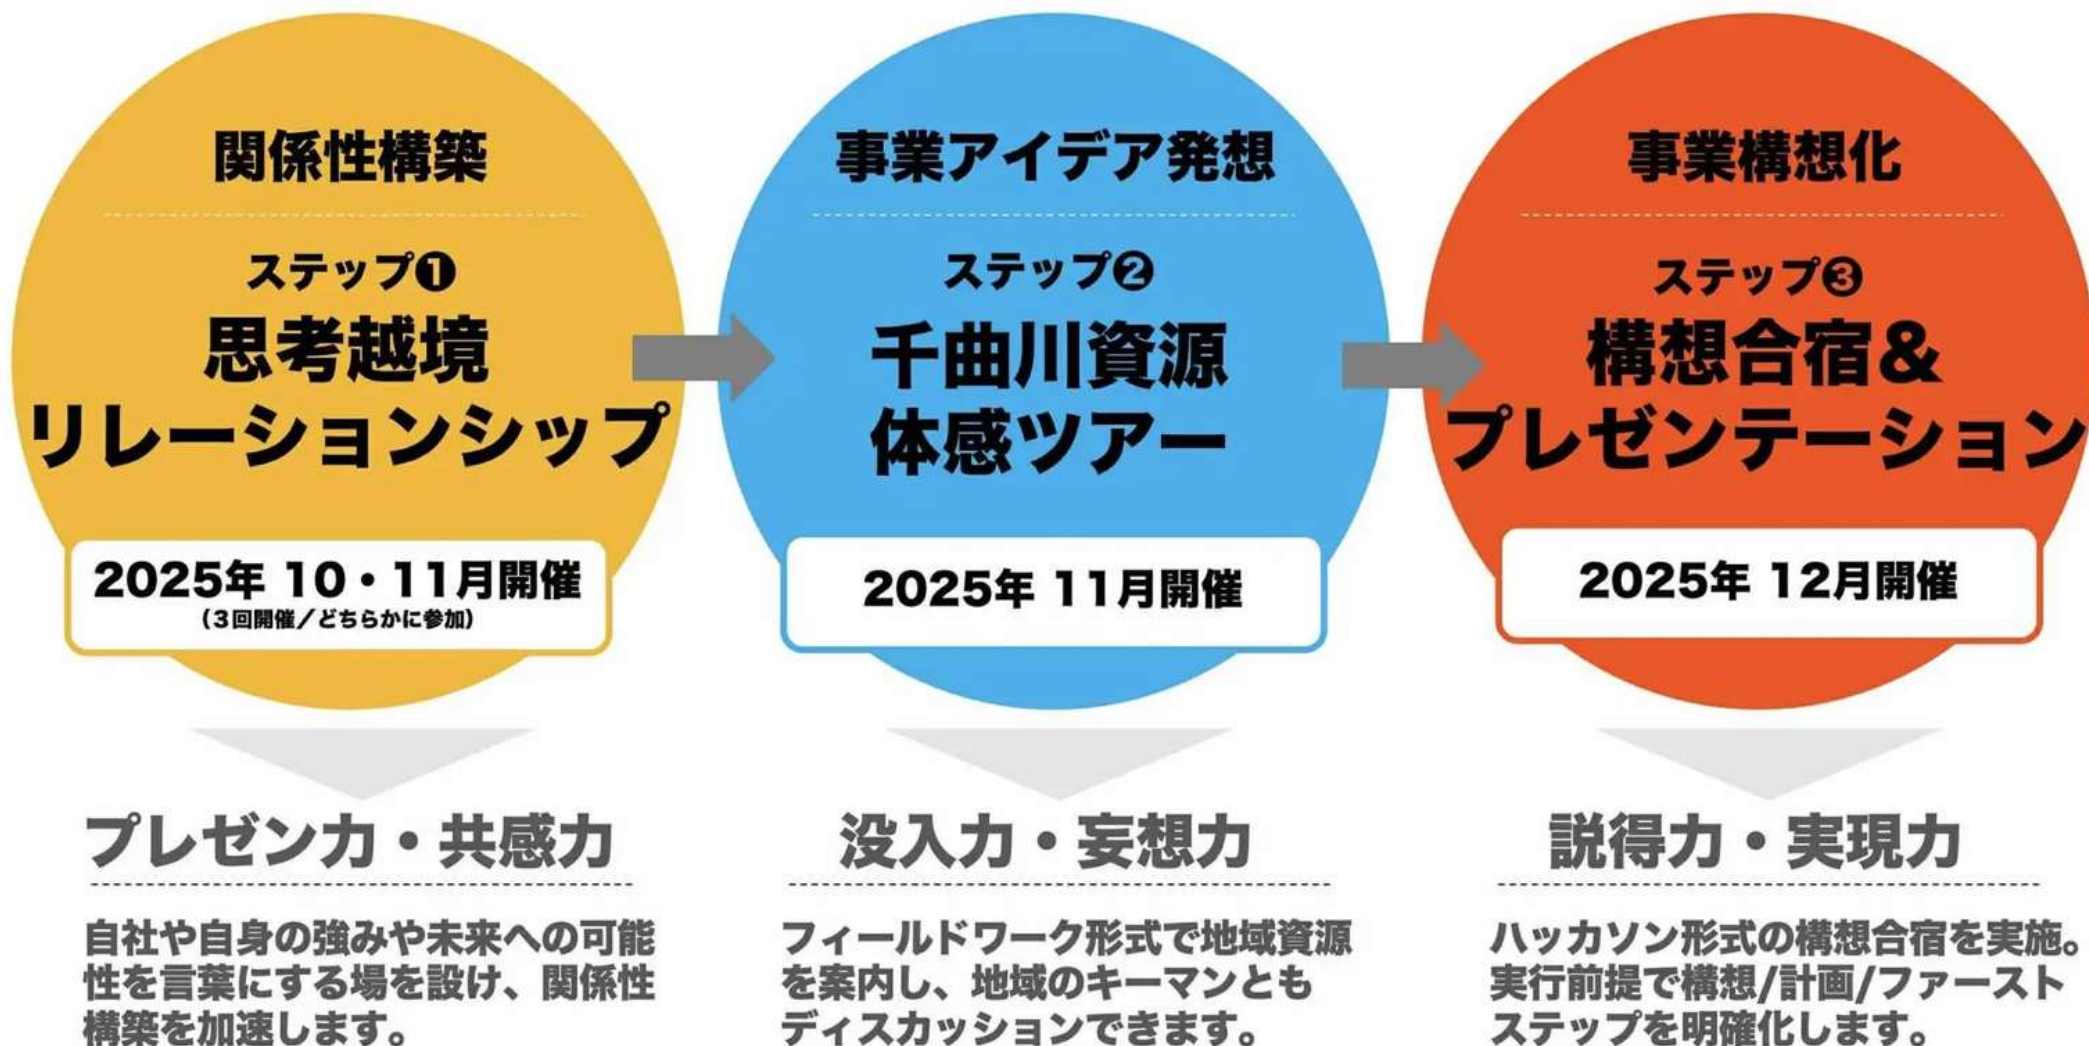 関係性構築
ステップ❶
思考越境
リレーションシップ
2025年 10・11月開催
（3回開催／どちらかに参加）
プレゼン力・共感力
自社や自身の強みや未来への可能
性を言葉にする場を設け、関係性
構築を加速します。
事業アイデア発想
ステップ❷
千曲川資源
体感ツアー
2025年 11月開催
没入力・妄想力
フィールドワーク形式で地域資源
を案内し、地域のキーマンとも
ディスカッションできます。
事業構想化
ステップ❸
構想合宿&
プレゼンテーション
2025年 12月開催
説得力・実現力
ハッカソン形式の構想合宿を実施。
実行前提で構想/計画/ファースト
ステップを明確化します。